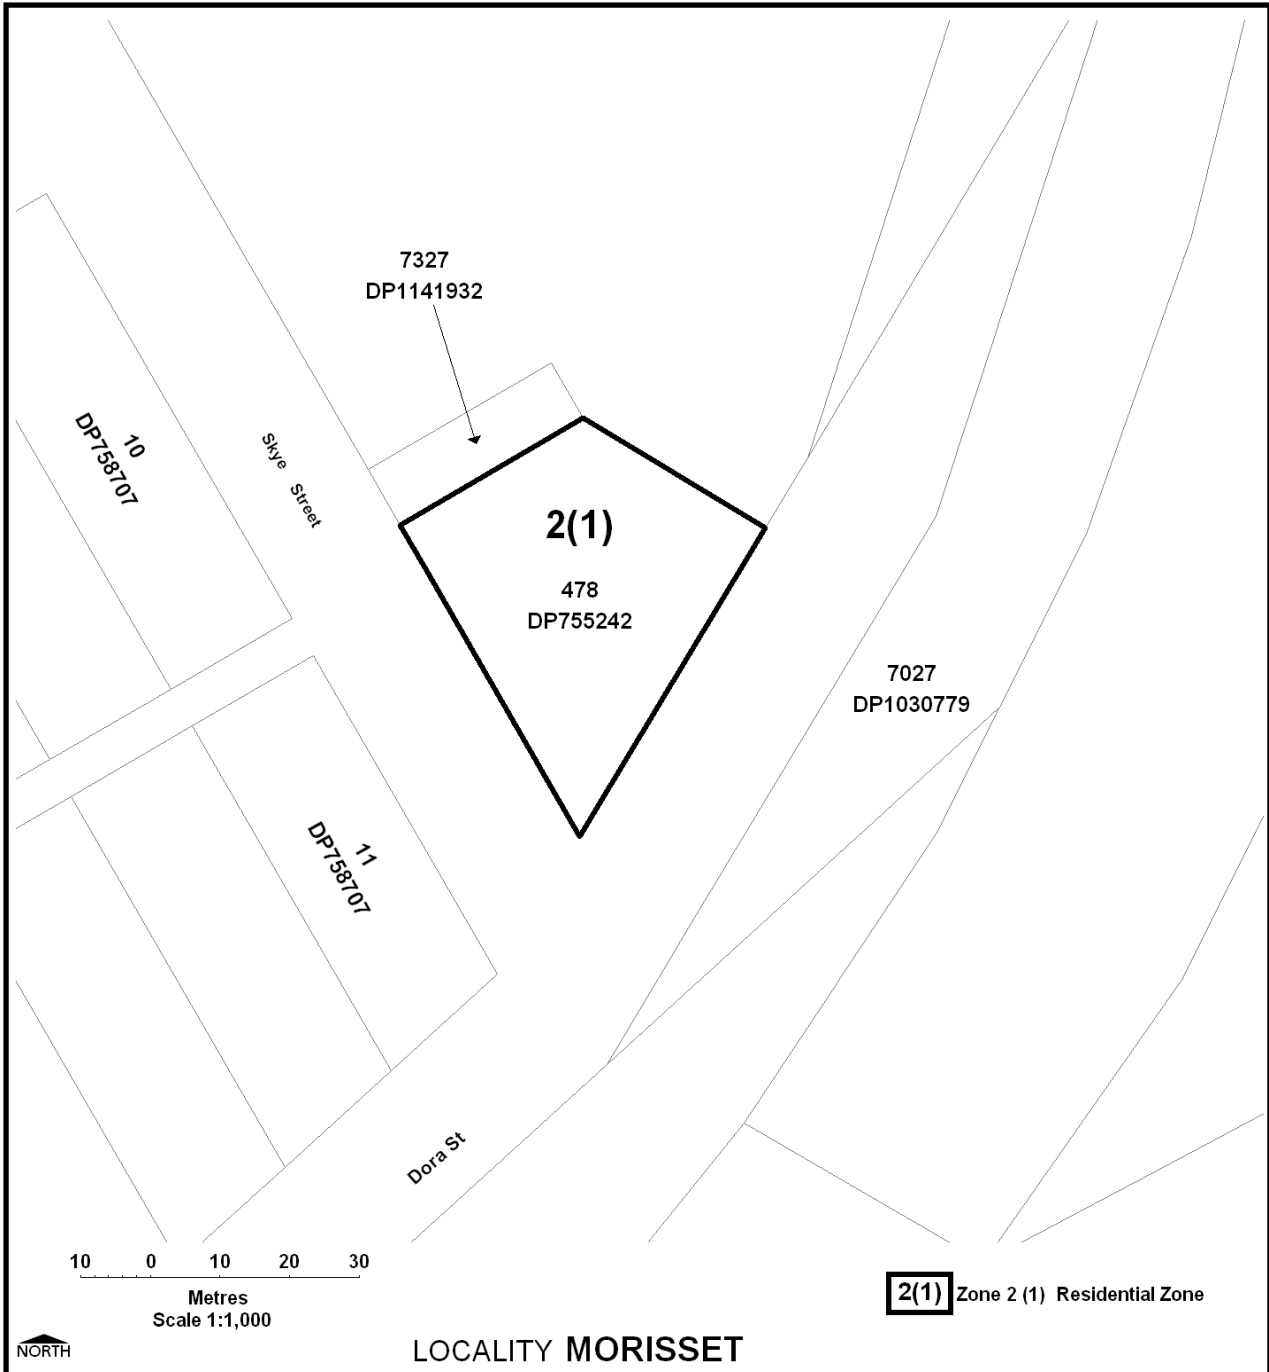 7327
DP1141932
10
DP758707
Skye Street
2(1)
478
DP755242
7027
DP1030779
11
DP758707
Dora St
10 0 10 20 30
Metres
Scale 1:1,000
2(1) Zone 2 (1) Residential Zone
NORTH
LOCALITY MORISSET